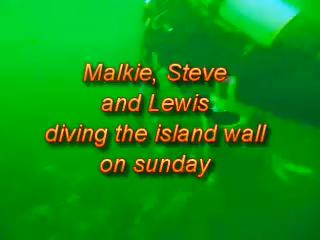 Malkie, Steve
and Lewis
diving the island wall
on sunday